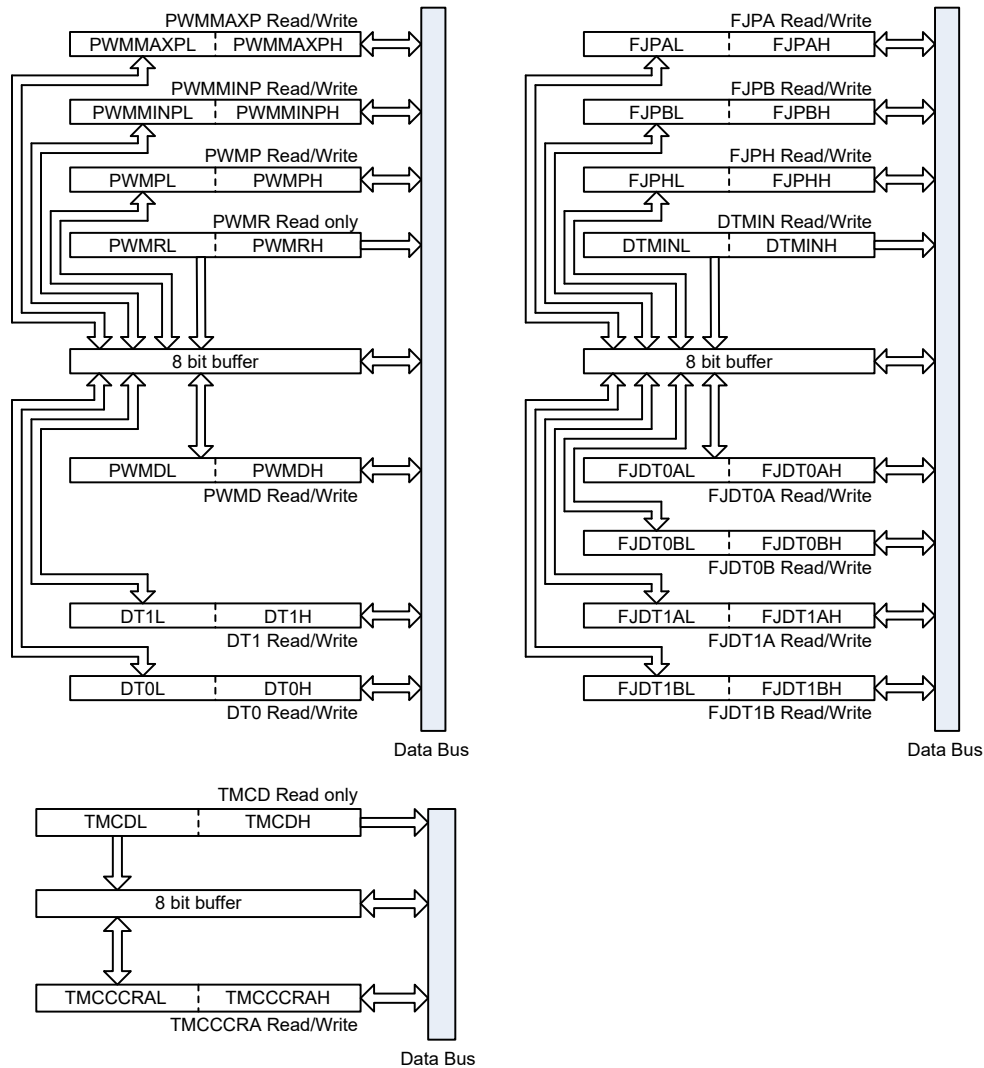 PWMMAXP Read/Write
PWMMAXPL PWMMAXPH
PWMMINP Read/Write
PWMMINPL PWMMINPH
PWMP Read/Write
PWMPL PWMPH
PWMR Read only
PWMRL PWMRH
8 bit buffer
PWMDL PWMDH
PWMD Read/Write
DT1L DT1H
DT1 Read/Write
DT0L DT0H
DT0 Read/Write
Data Bus
FJPA Read/Write
FJPAL FJPAH
FJPB Read/Write
FJPBL FJPBH
FJPH Read/Write
FJPHL FJPHH
DTMIN Read/Write
DTMINL DTMINH
8 bit buffer
FJDT0AL FJDT0AH
FJDT0A Read/Write
FJDT0BL FJDT0BH
FJDT0B Read/Write
FJDT1AL FJDT1AH
FJDT1A Read/Write
FJDT1BL FJDT1BH
FJDT1B Read/Write
Data Bus
TMCD Read only
TMCDL TMCDH
8 bit buffer
TMCCCRAL TMCCCRAH
TMCCCRA Read/Write
Data Bus